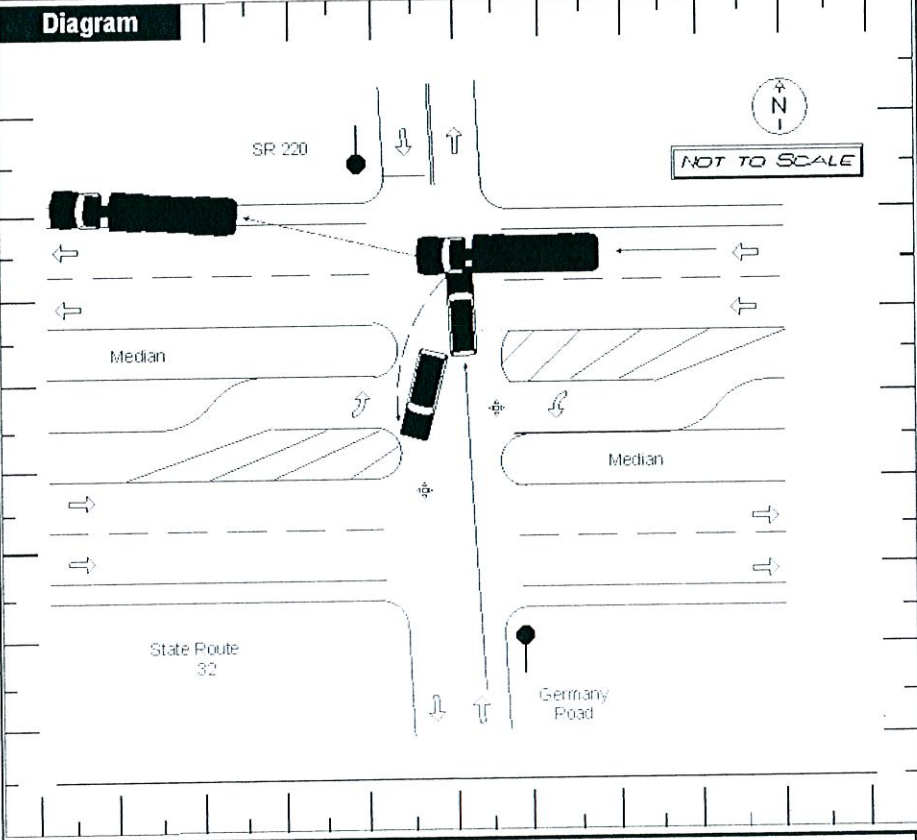 Diagram
N
SR 220
NOT TO SCALE
Median
Median
State Route
32
Germany
Road